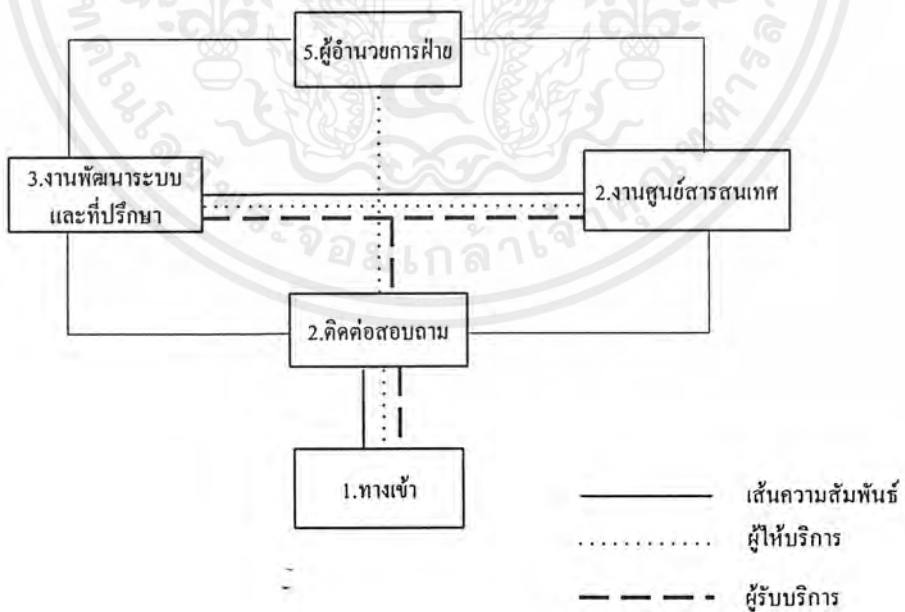 5.ผู้อำนวยการฝ่าย
3.งานพัฒนาระบบ
และที่ปรึกษา
2.งานศูนย์สารสนเทศ
2.ติดต่อสอบถาม
1.ทางเข้า
เส้นความสัมพันธ์
ผู้ให้บริการ
ผู้รับบริการ